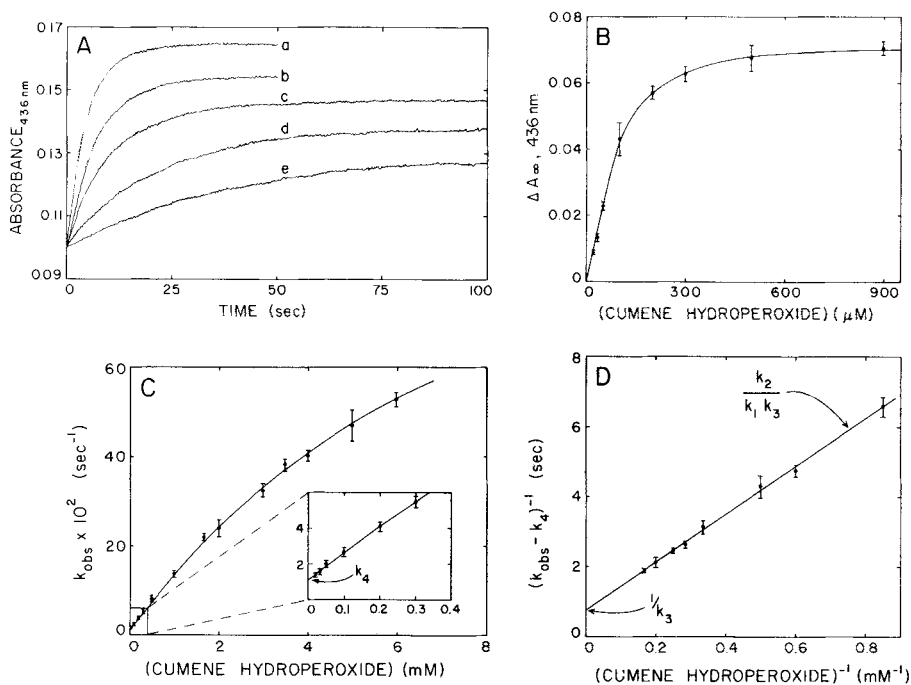 A
ABSORBANCE436 nm
0.17
0.15
0.13
0.11
0.09
a
b
c
d
e
0
25
50
75
100
TIME (sec)
B
ΔA∞, 436 nm
0.08
0.06
0.04
0.02
0
0
300
600
900
(CUMENE HYDROPEROXIDE) (μM)
C
kobs x 10² (sec⁻¹)
60
40
20
0
0
2
4
6
8
(CUMENE HYDROPEROXIDE) (mM)
4
2
k4
0
0.1
0.2
0.3
0.4
D
(kobs – k4)⁻¹ (sec)
8
6
4
2
0
k2
k1 k3
1/k3
0
0.2
0.4
0.6
0.8
(CUMENE HYDROPEROXIDE)⁻¹ (mM⁻¹)